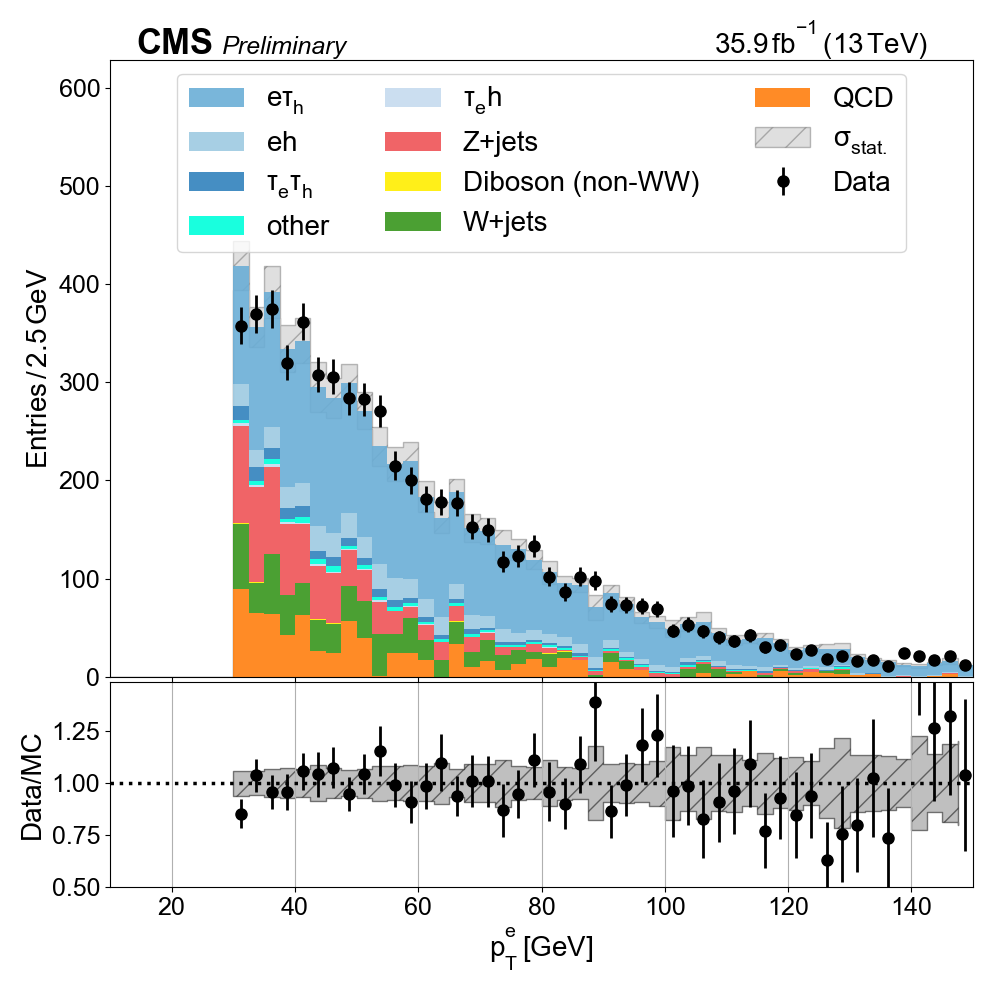 CMS Preliminary 35.9 fb⁻¹ (13 TeV)
eτₕ τₑh QCD
eh Z+jets σstat.
τₑτₕ Diboson (non-WW) Data
other W+jets
Entries / 2.5 GeV
600
500
400
300
200
100
0
Data/MC
1.25
1.00
0.75
0.50
20 40 60 80 100 120 140
pTᵉ [GeV]